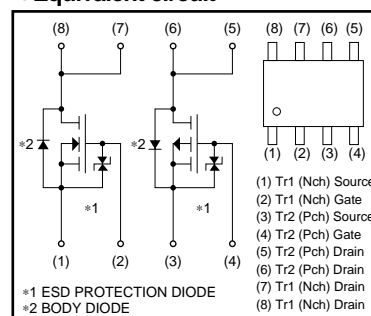 Equivalent circuit
(8) (7) (6) (5)
(8) (7) (6) (5)
∗2
∗2
∗1
∗1
(1) (2) (3) (4)
(1) (2) (3) (4)
(1) Tr1 (Nch) Source
(2) Tr1 (Nch) Gate
(3) Tr2 (Pch) Source
(4) Tr2 (Pch) Gate
(5) Tr2 (Pch) Drain
(6) Tr2 (Pch) Drain
(7) Tr1 (Nch) Drain
(8) Tr1 (Nch) Drain
∗1 ESD PROTECTION DIODE
∗2 BODY DIODE